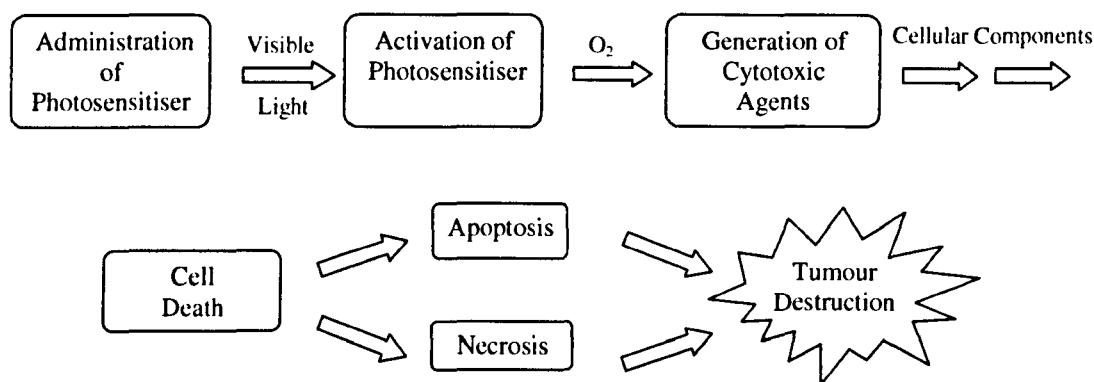 Administration
of
Photosensitiser
Visible
Light
Activation of
Photosensitiser
O₂
Generation of
Cytotoxic
Agents
Cellular Components
Cell
Death
Apoptosis
Necrosis
Tumour
Destruction